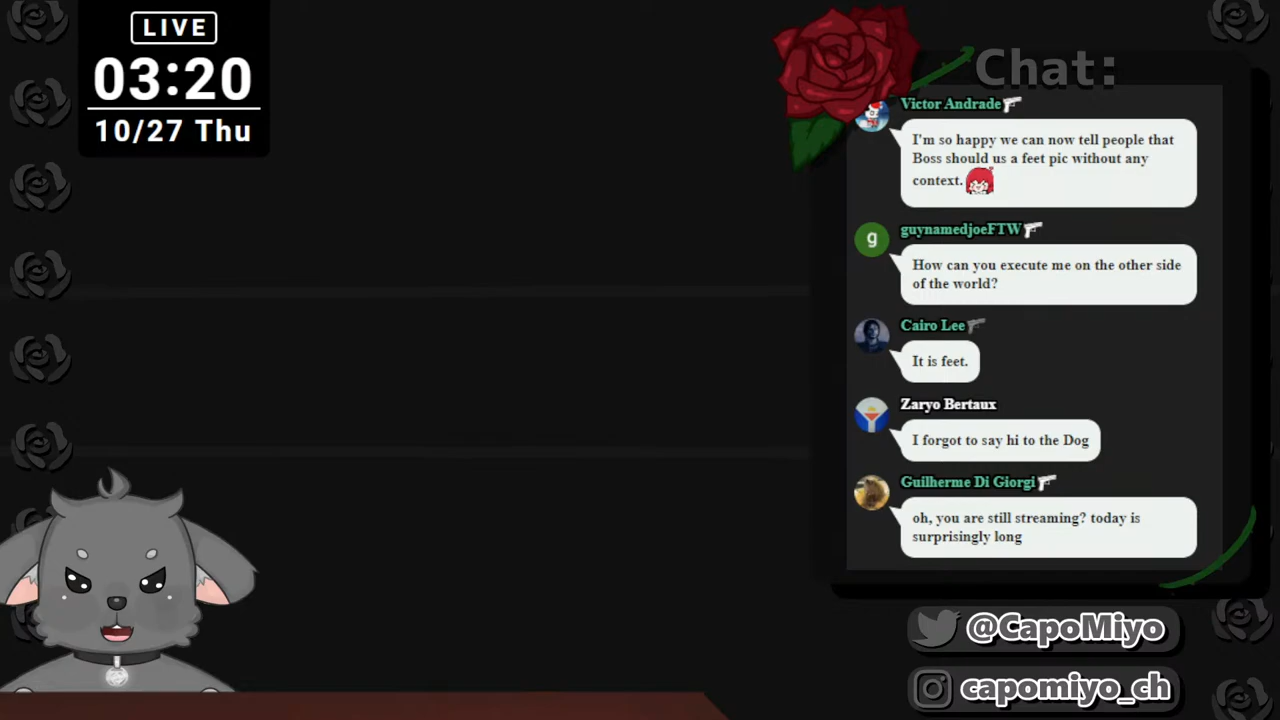 LIVE
03:20
10/27 Thu
Chat:
Victor Andrade
I'm so happy we can now tell people that
Boss should us a feet pic without any
context.
g
guynamedjoeFTW
How can you execute me on the other side
of the world?
Cairo Lee
It is feet.
Zaryo Bertaux
I forgot to say hi to the Dog
Guilherme Di Giorgi
oh, you are still streaming? today is
surprisingly long
@CapoMiyo
capomiyo_ch